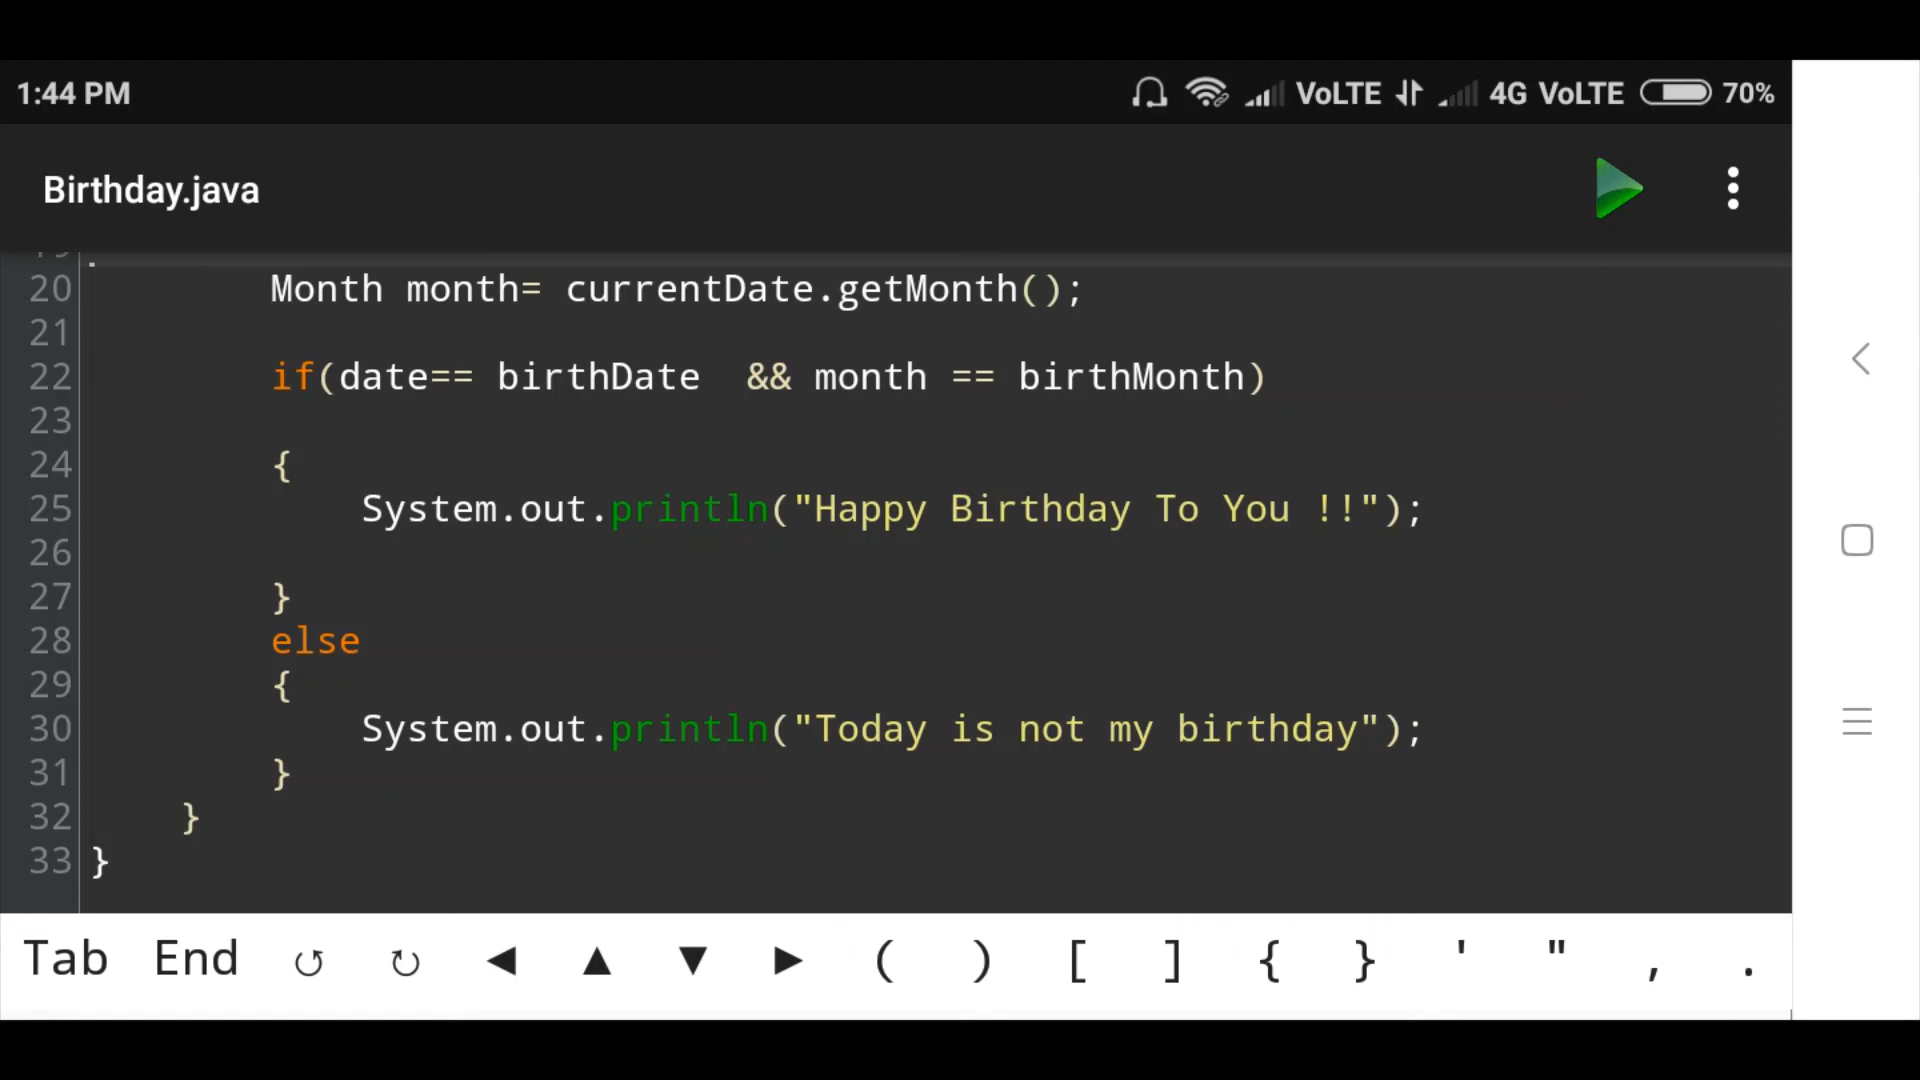 1:44 PM VoLTE 4G VoLTE 70%
Birthday.java
20 Month month= currentDate.getMonth();
21
22 if(date== birthDate  && month == birthMonth)
23
24 {
25 System.out.println("Happy Birthday To You !!");
26
27 }
28 else
29 {
30 System.out.println("Today is not my birthday");
31 }
32 }
33 }
Tab End ↺ ↻ ◀ ▲ ▼ ▶ ( ) [ ] { } ' " , .